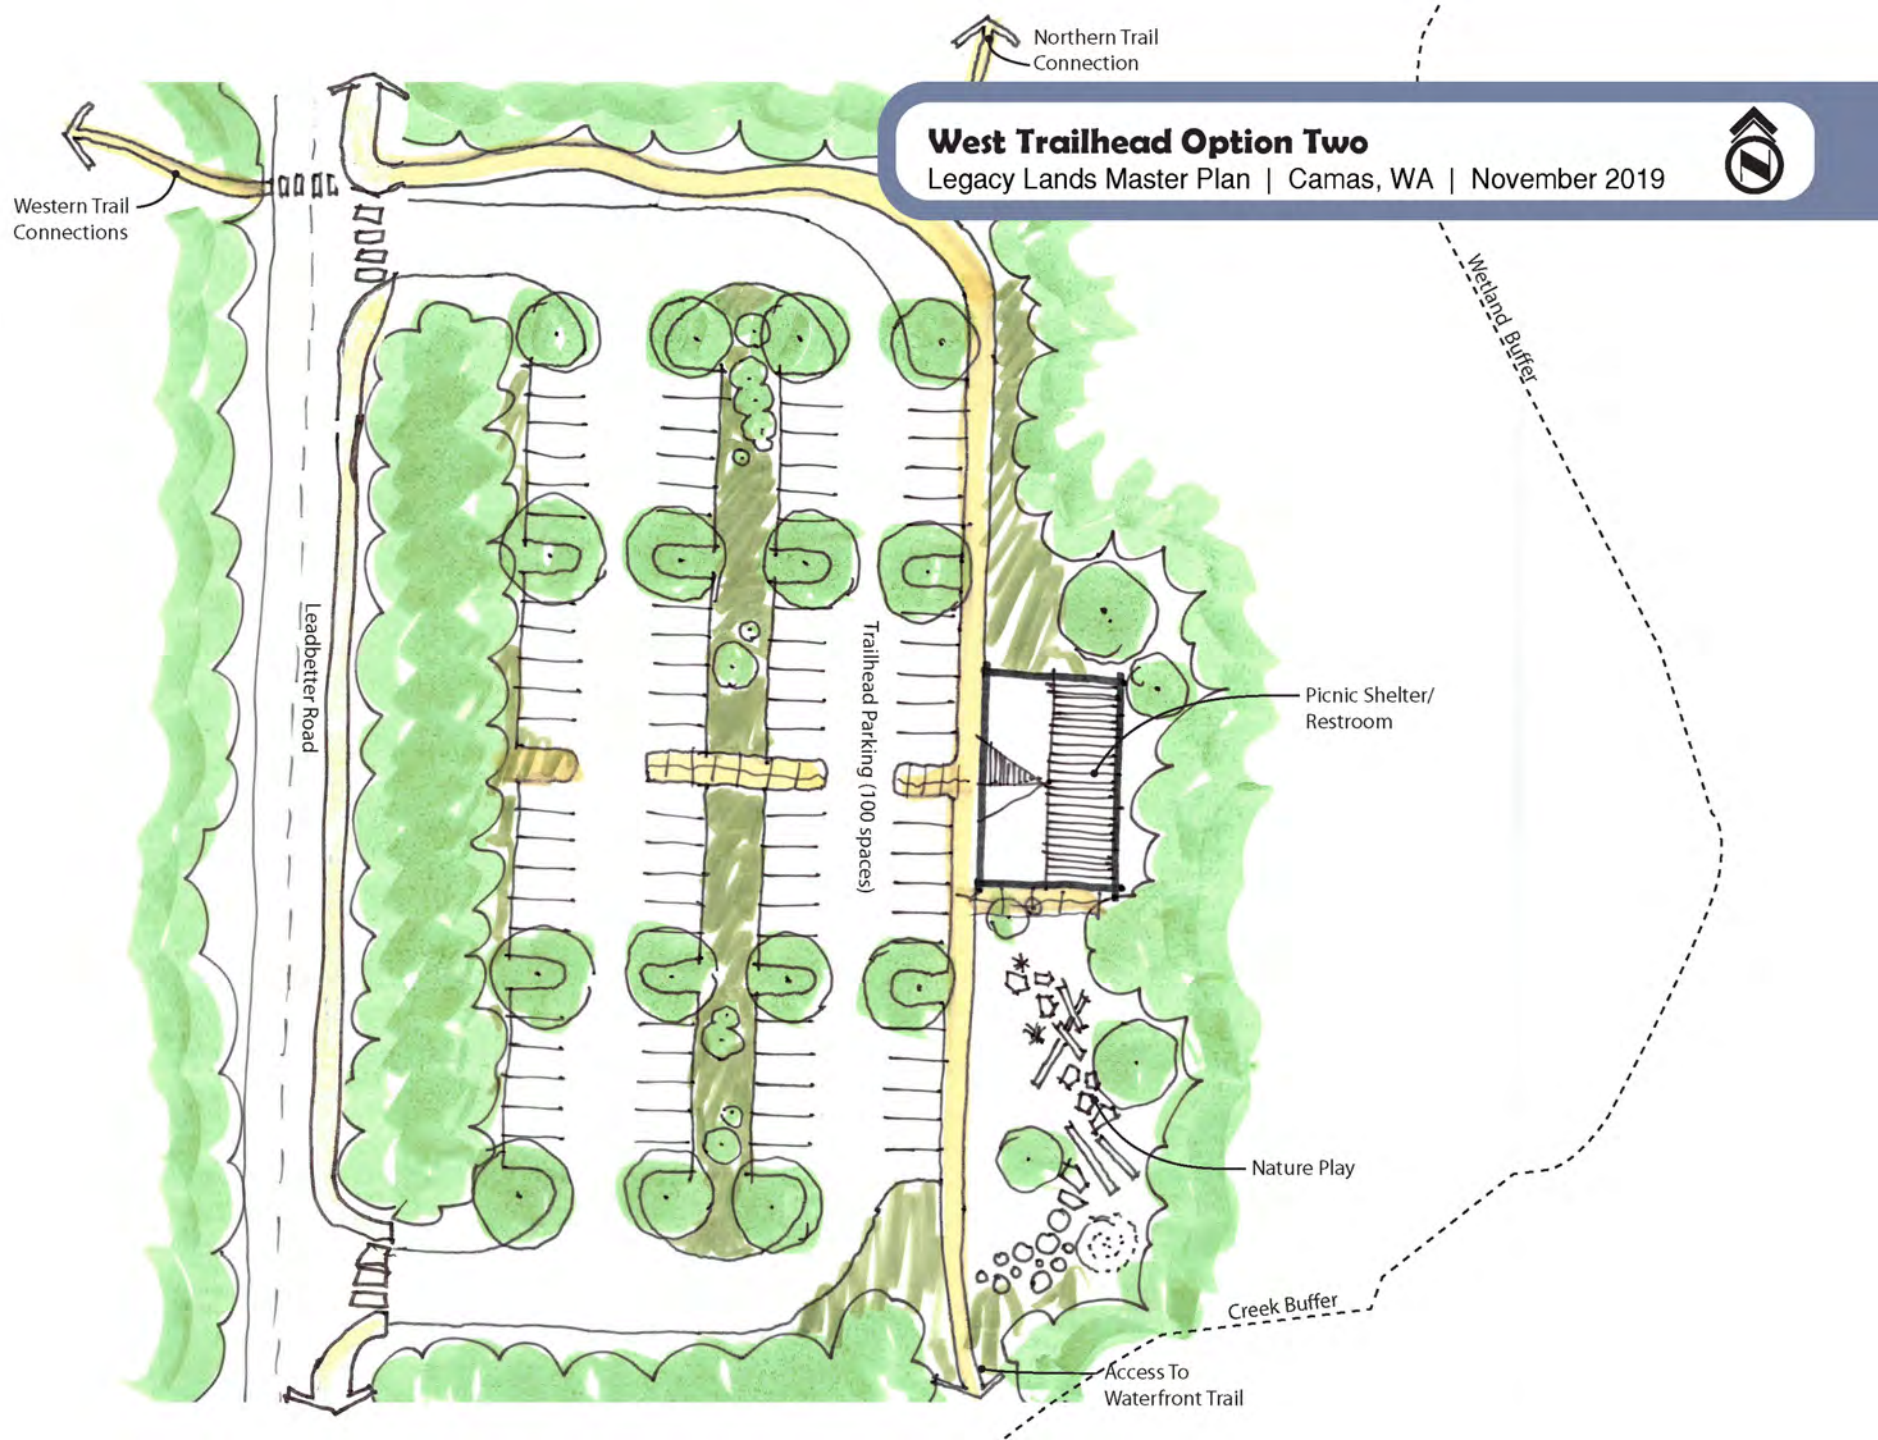 Northern Trail
Connection
West Trailhead Option Two
Legacy Lands Master Plan | Camas, WA | November 2019
N
Western Trail
Connections
Wetland Buffer
Leadbetter Road
Trailhead Parking (100 spaces)
Picnic Shelter/
Restroom
Nature Play
Creek Buffer
Access To
Waterfront Trail